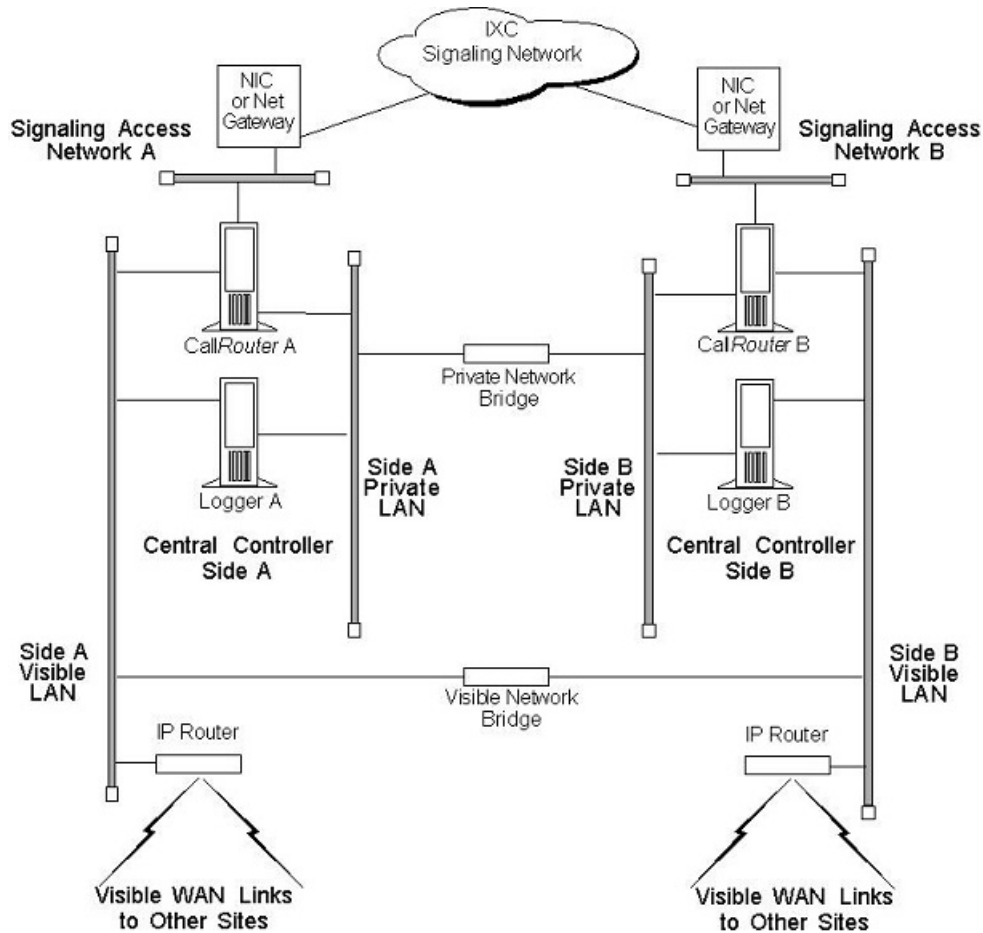 IXC
Signaling Network
NIC
or Net
Gateway
NIC
or Net
Gateway
Signaling Access
Network A
Signaling Access
Network B
CallRouter A
CallRouter B
Private Network
Bridge
Logger A
Side A
Private
LAN
Side B
Private
LAN
Logger B
Central Controller
Side A
Central Controller
Side B
Side A
Visible
LAN
Side B
Visible
LAN
Visible Network
Bridge
IP Router
IP Router
Visible WAN Links
to Other Sites
Visible WAN Links
to Other Sites